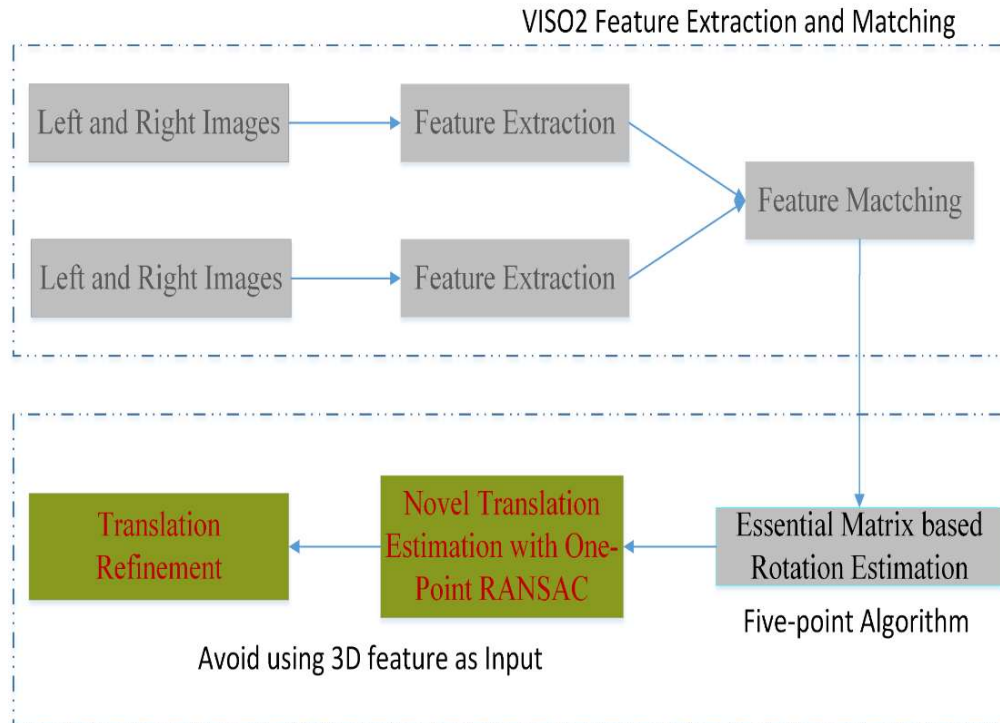 VISO2 Feature Extraction and Matching
Left and Right Images
Feature Extraction
Feature Mactching
Left and Right Images
Feature Extraction
Translation
Refinement
Novel Translation
Estimation with One-
Point RANSAC
Essential Matrix based
Rotation Estimation
Five-point Algorithm
Avoid using 3D feature as Input